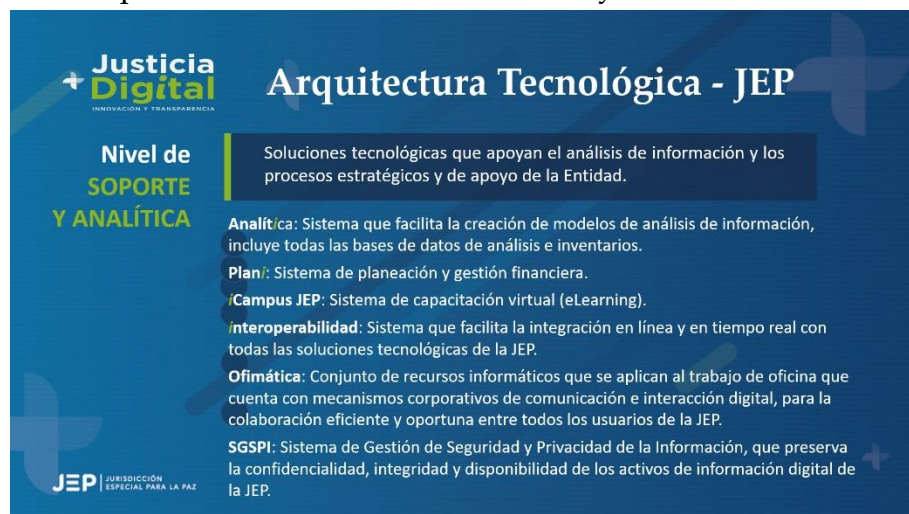 Justicia
Digital
INNOVACIÓN Y TRANSPARENCIA
Arquitectura Tecnológica - JEP
Nivel de
SOPORTE
Y ANALÍTICA
Soluciones tecnológicas que apoyan el análisis de información y los
procesos estratégicos y de apoyo de la Entidad.
Analítica: Sistema que facilita la creación de modelos de análisis de información,
incluye todas las bases de datos de análisis e inventarios.
Plani: Sistema de planeación y gestión financiera.
iCampus JEP: Sistema de capacitación virtual (eLearning).
interoperabilidad: Sistema que facilita la integración en línea y en tiempo real con
todas las soluciones tecnológicas de la JEP.
Ofimática: Conjunto de recursos informáticos que se aplican al trabajo de oficina que
cuenta con mecanismos corporativos de comunicación e interacción digital, para la
colaboración eficiente y oportuna entre todos los usuarios de la JEP.
SGSPI: Sistema de Gestión de Seguridad y Privacidad de la Información, que preserva
la confidencialidad, integridad y disponibilidad de los activos de información digital de
la JEP.
JEP JURISDICCIÓN
ESPECIAL PARA LA PAZ